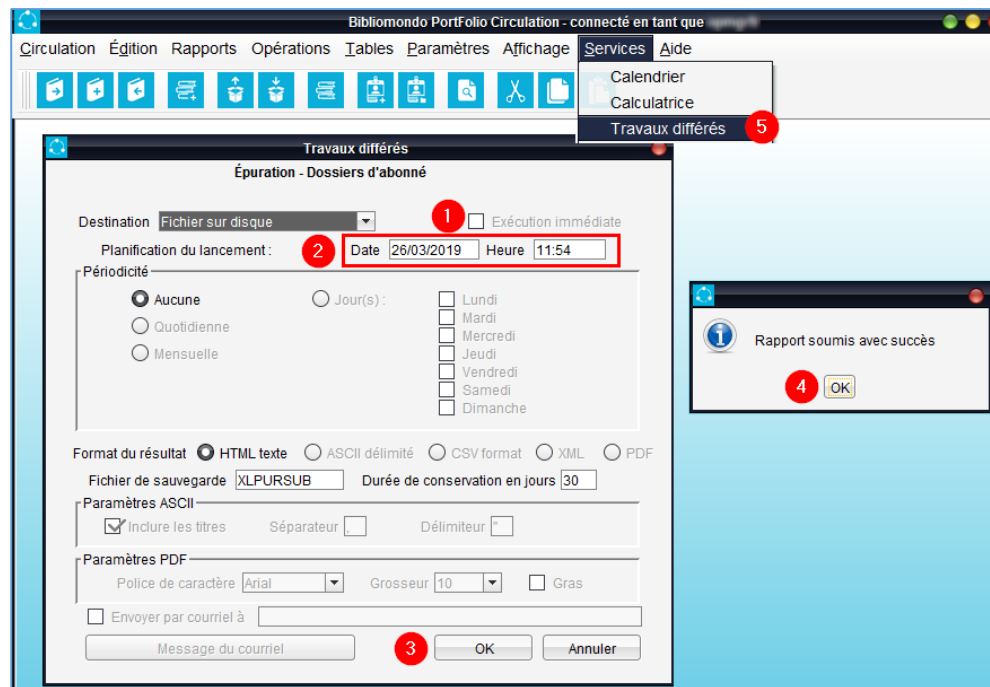 Bibliomondo PortFolio Circulation - connecté en tant que
Circulation Édition Rapports Opérations Tables Paramètres Affichage Services Aide
Calendrier
Calculatrice
Travaux différés 5
Travaux différés
Épuration - Dossiers d'abonné
Destination Fichier sur disque 1 Exécution immédiate
Planification du lancement : 2 Date 26/03/2019 Heure 11:54
Périodicité
Aucune Jour(s) : Lundi
Mardi
Quotidienne Mercredi
Mensuelle Jeudi
Vendredi
Samedi
Dimanche
Rapport soumis avec succès
4 OK
Format du résultat HTML texte ASCII délimité CSV format XML PDF
Fichier de sauvegarde XLPURSUB Durée de conservation en jours 30
Paramètres ASCII
Inclure les titres Séparateur , Délimiteur "
Paramètres PDF
Police de caractère Arial Grosseur 10 Gras
Envoyer par courriel à
Message du courriel 3 OK Annuler